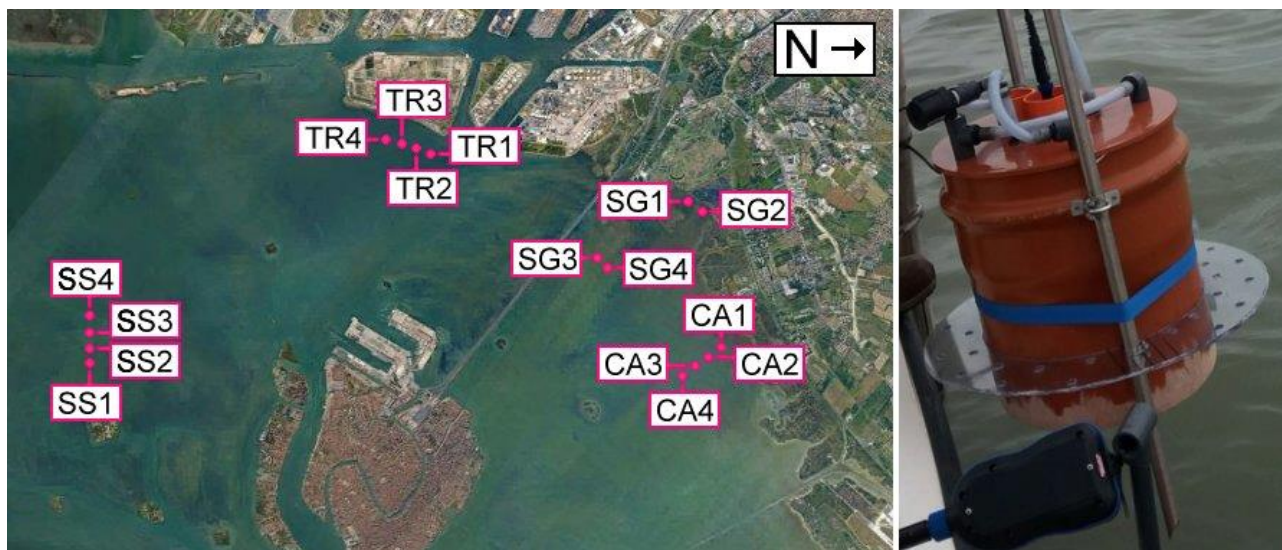 N →
TR3
TR4
TR1
TR2
SG1
SG2
SG3
SG4
SS4
SS3
SS2
SS1
CA1
CA3
CA2
CA4